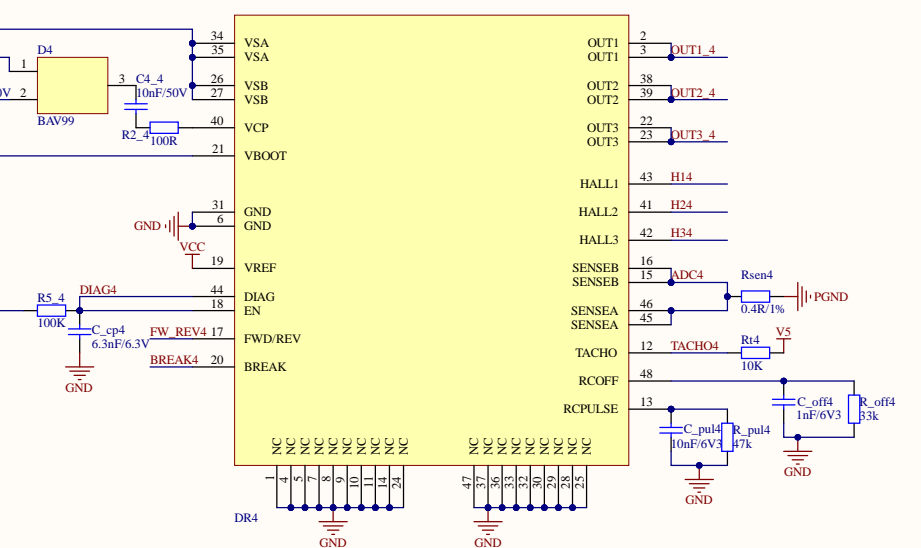 D4
1
2
0V
3
BAV99
C4_4
10nF/50V
R2_4
100R
34 VSA
35 VSA
26 VSB
27 VSB
40 VCP
21 VBOOT
31 GND
6 GND
GND
VCC
19 VREF
DIAG4
44 DIAG
18 EN
R5_4
100K
C_cp4
6.3nF/6.3V
GND
FW_REV4 17 FWD/REV
BREAK4 20 BREAK
OUT1 2
OUT1 3 OUT1_4
OUT2 38
OUT2 39 OUT2_4
OUT3 22
OUT3 23 OUT3_4
HALL1 43 H14
HALL2 41 H24
HALL3 42 H34
SENSEB 16
SENSEB 15 ADC4
SENSEA 46
SENSEA 45
Rsen4
0.4R/1%
PGND
TACHO 12 TACHO4
Rt4
10K
V5
RCOFF 48
C_off4
1nF/6V3
R_off4
33k
GND
RCPULSE 13
C_pul4
10nF/6V3
R_pul4
47k
GND
NC NC NC NC NC NC NC NC NC NC
1 4 5 7 8 9 10 11 14 24
GND
NC NC NC NC NC NC NC NC NC
47 37 36 33 32 30 29 28 25
GND
DR4